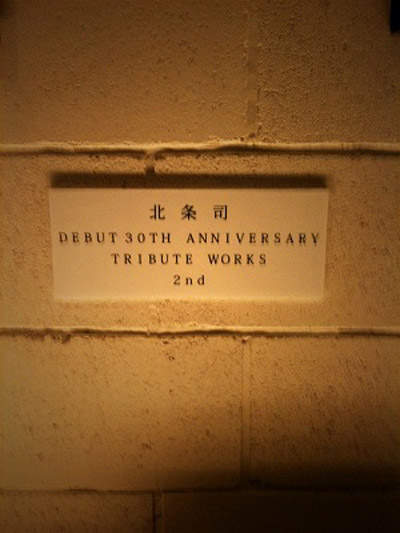 北条司
DEBUT 30TH ANNIVERSARY
TRIBUTE WORKS
2nd